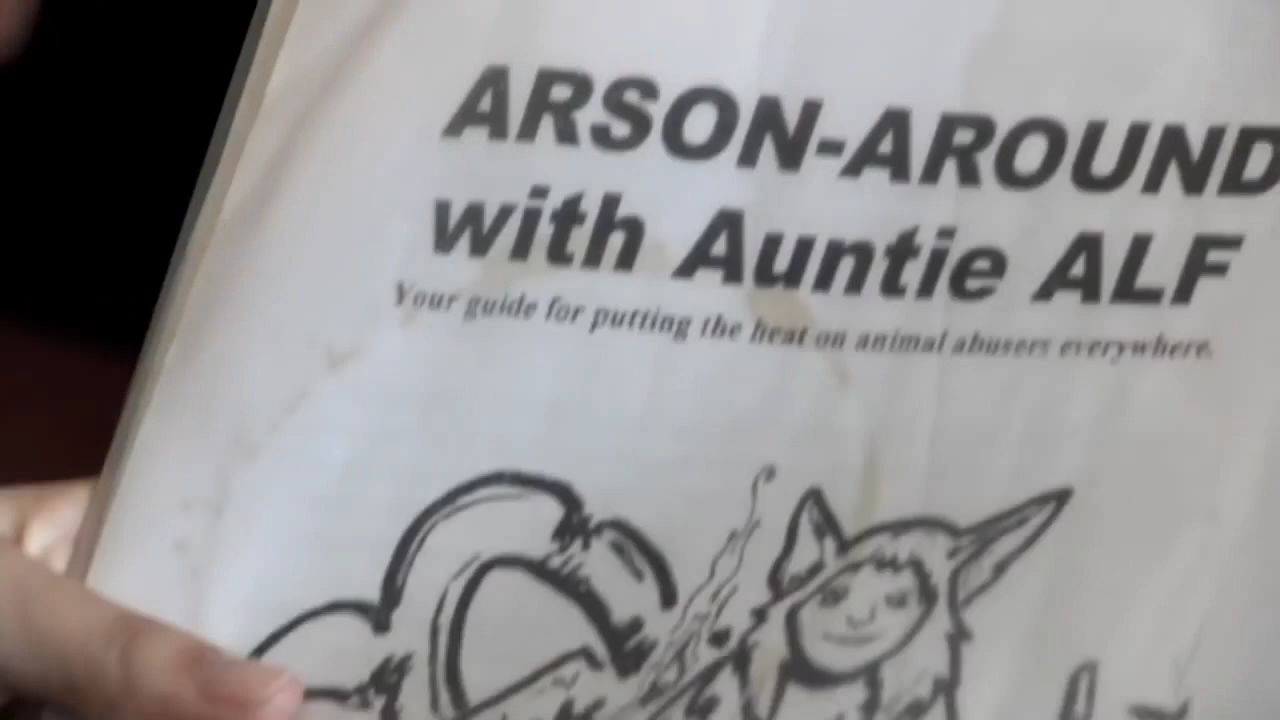 ARSON-AROUND
with Auntie ALF
Your guide for putting the heat on animal abusers everywhere.